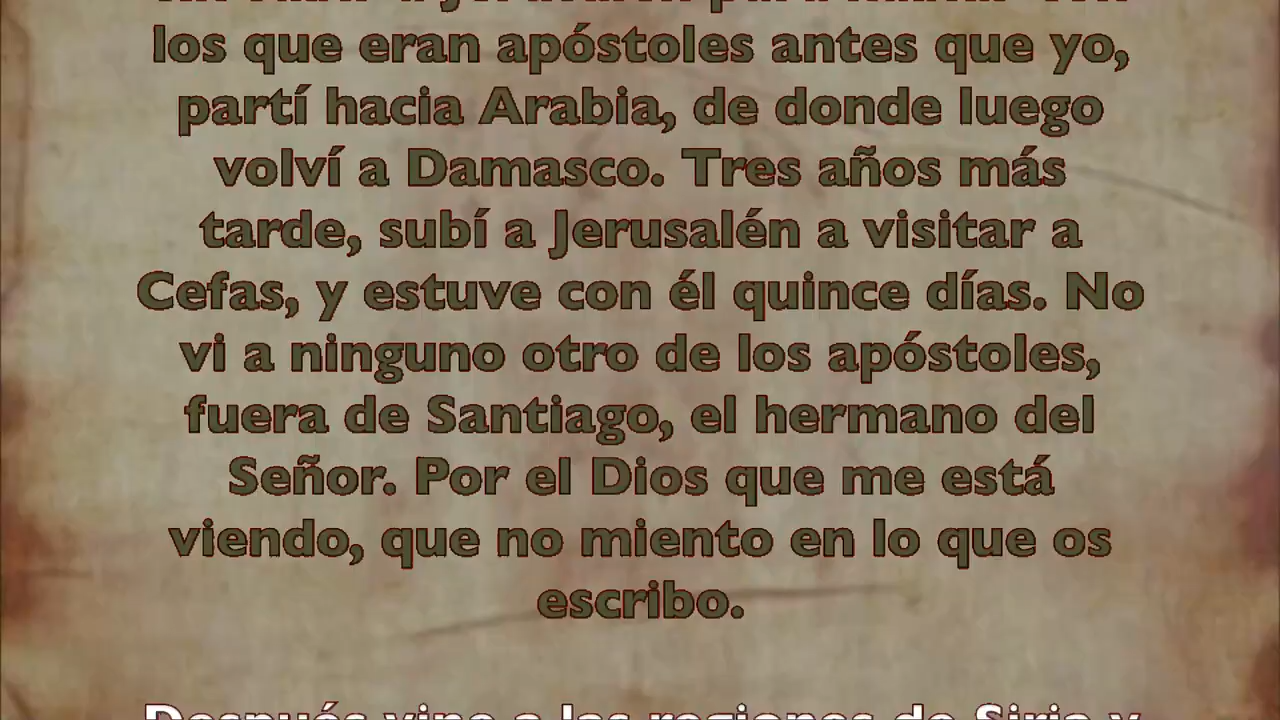 los que eran apóstoles antes que yo,
partí hacia Arabia, de donde luego
volví a Damasco. Tres años más
tarde, subí a Jerusalén a visitar a
Cefas, y estuve con él quince días. No
vi a ninguno otro de los apóstoles,
fuera de Santiago, el hermano del
Señor. Por el Dios que me está
viendo, que no miento en lo que os
escribo.
Después vine a las regiones de Siria y